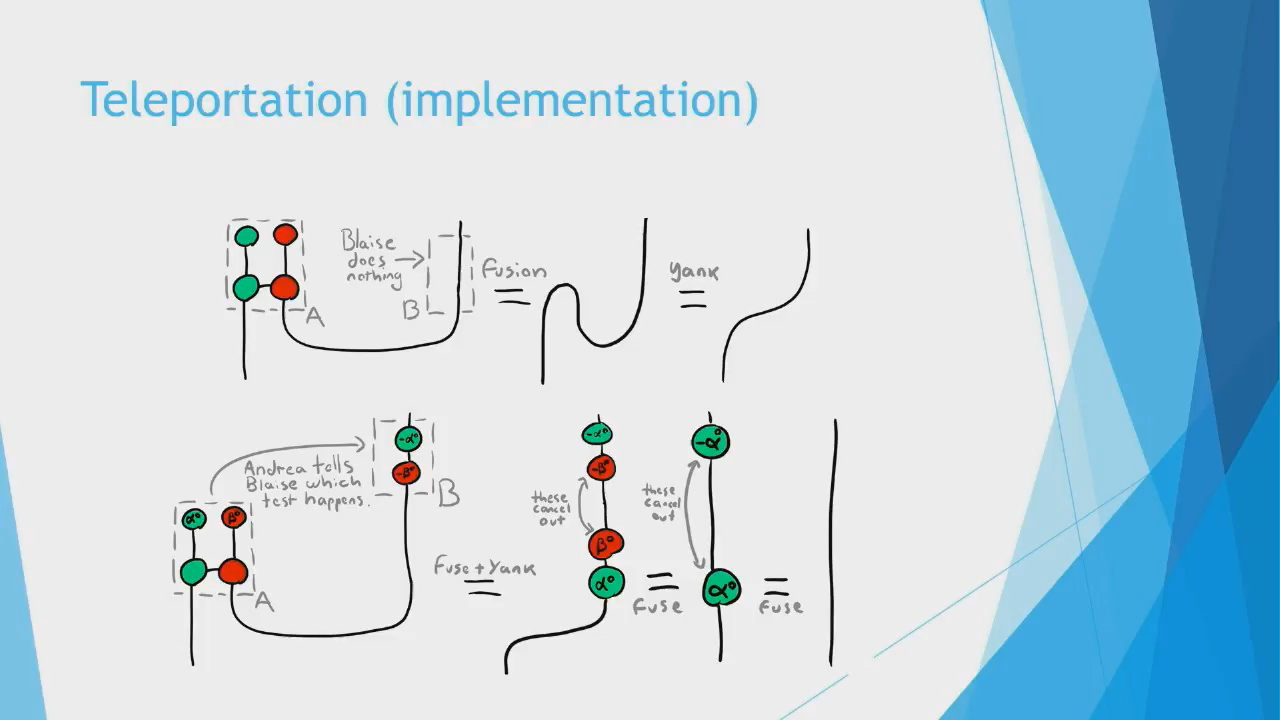 Teleportation (implementation)
Blaise
does
nothing
A
B
Fusion
Yank
Andrea tells
Blaise which
test happens.
-α°
-β°
B
α°
β°
A
Fuse + Yank
-α°
-β°
these
cancel
out
β°
α°
Fuse
-α°
these
cancel
out
α°
Fuse